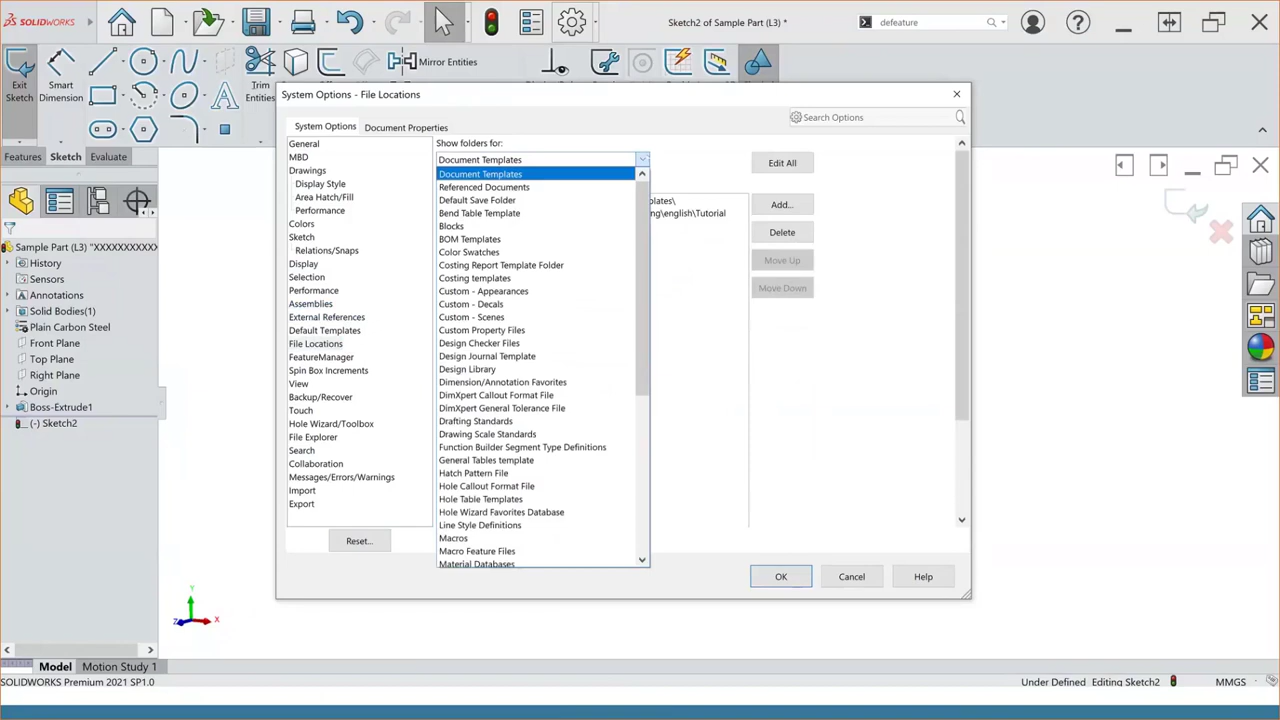 SOLIDWORKS
Sketch2 of Sample Part (L3) *
defeature
Exit Sketch
Smart Dimension
Trim Entities
Mirror Entities
Features
Sketch
Evaluate
System Options - File Locations
System Options
Document Properties
Search Options
General
MBD
Drawings
Display Style
Area Hatch/Fill
Performance
Colors
Sketch
Relations/Snaps
Display
Selection
Performance
Assemblies
External References
Default Templates
File Locations
FeatureManager
Spin Box Increments
View
Backup/Recover
Touch
Hole Wizard/Toolbox
File Explorer
Search
Collaboration
Messages/Errors/Warnings
Import
Export
Reset...
Show folders for:
Document Templates
Document Templates
Referenced Documents
Default Save Folder
Bend Table Template
Blocks
BOM Templates
Color Swatches
Costing Report Template Folder
Costing templates
Custom - Appearances
Custom - Decals
Custom - Scenes
Custom Property Files
Design Checker Files
Design Journal Template
Design Library
Dimension/Annotation Favorites
DimXpert Callout Format File
DimXpert General Tolerance File
Drafting Standards
Drawing Scale Standards
Function Builder Segment Type Definitions
General Tables template
Hatch Pattern File
Hole Callout Format File
Hole Table Templates
Hole Wizard Favorites Database
Line Style Definitions
Macros
Macro Feature Files
Material Databases
plates\
ng\english\Tutorial
Edit All
Add...
Delete
Move Up
Move Down
OK
Cancel
Help
Sample Part (L3) "XXXXXXXXXXX
History
Sensors
Annotations
Solid Bodies(1)
Plain Carbon Steel
Front Plane
Top Plane
Right Plane
Origin
Boss-Extrude1
(-) Sketch2
Y
Z
X
Model
Motion Study 1
SOLIDWORKS Premium 2021 SP1.0
Under Defined
Editing Sketch2
MMGS